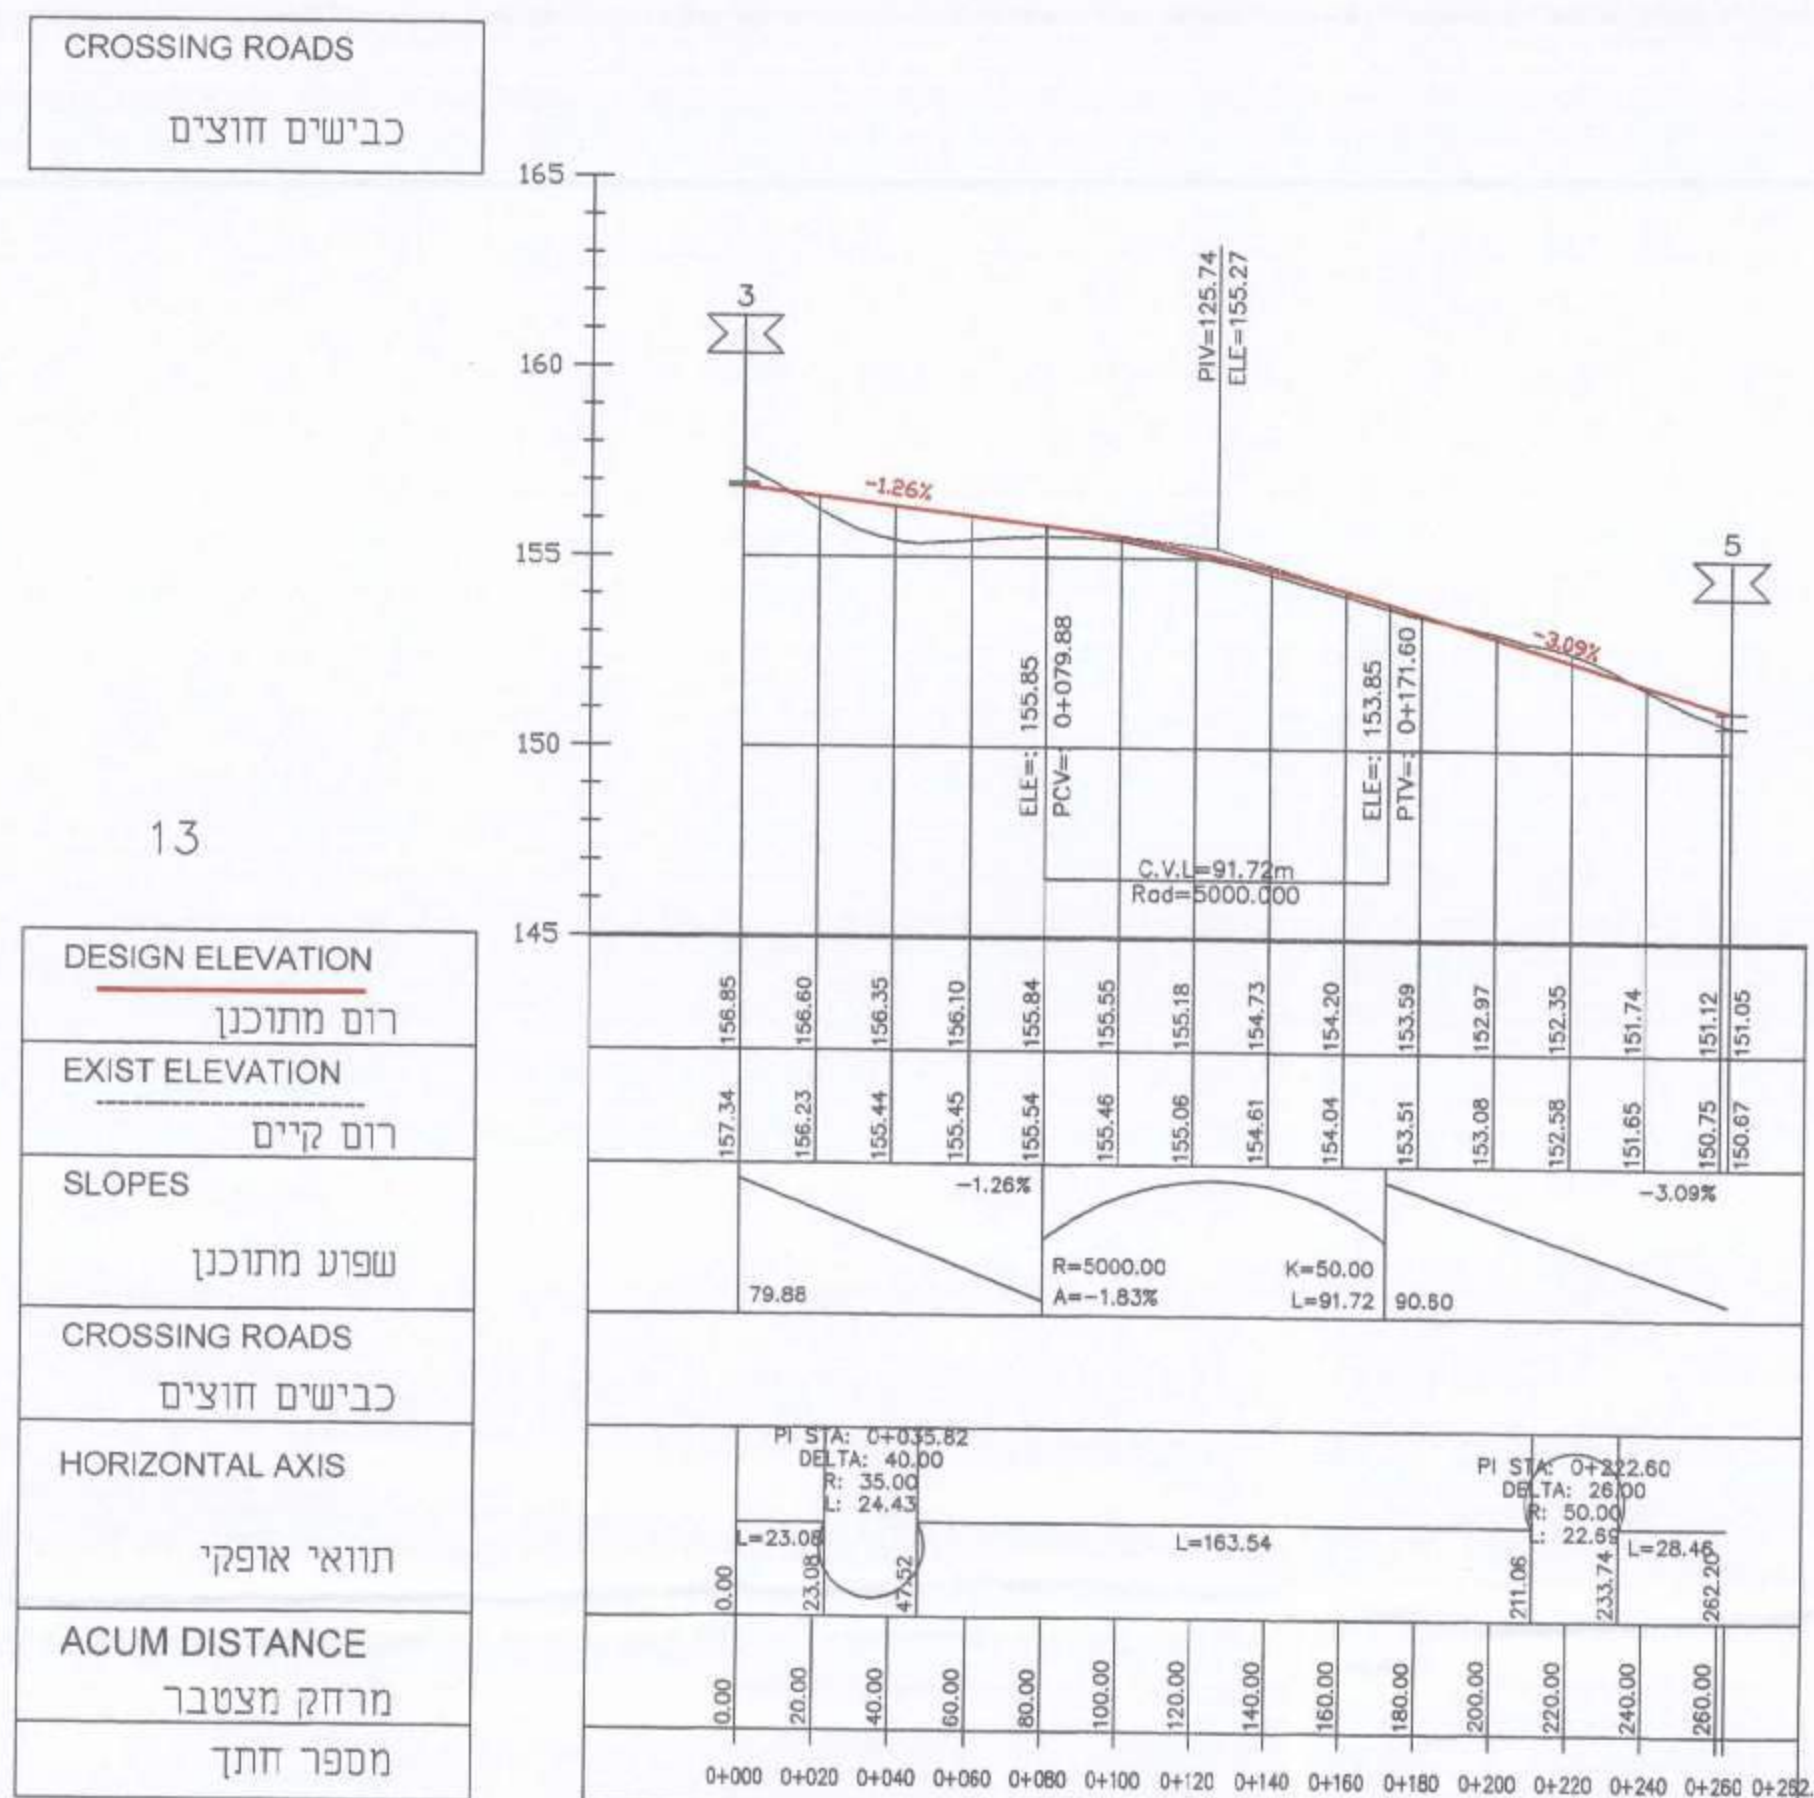 CROSSING ROADS
כבישים חוצים
165
160
155
150
145
3
5
PIV=125.74
ELE=155.27
-1.26%
-3.09%
ELE=: 155.85
PCV=: 0+079.88
ELE=: 153.85
PTV=: 0+171.60
C.V.L=91.72m
Rad=5000.000
13
DESIGN ELEVATION
רום מתוכנן
156.85 156.60 156.35 156.10 155.84 155.55 155.18 154.73 154.20 153.59 152.97 152.35 151.74 151.12 151.05
EXIST ELEVATION
רום קיים
157.34 156.23 155.44 155.45 155.54 155.46 155.06 154.61 154.04 153.51 153.08 152.58 151.65 150.75 150.67
SLOPES
שפוע מתוכנן
-1.26% -3.09%
R=5000.00 K=50.00
79.88 A=-1.83% L=91.72 90.60
CROSSING ROADS
כבישים חוצים
HORIZONTAL AXIS
תוואי אופקי
PI STA: 0+035.82
DELTA: 40.00
R: 35.00
L: 24.43
PI STA: 0+222.60
DELTA: 26.00
R: 50.00
L: 22.69
L=23.08 L=163.54 L=28.46
0.00 23.08 47.52 211.06 233.74 262.20
ACUM DISTANCE
מרחק מצטבר
0.00 20.00 40.00 60.00 80.00 100.00 120.00 140.00 160.00 180.00 200.00 220.00 240.00 260.00
מספר חתך
0+000 0+020 0+040 0+060 0+080 0+100 0+120 0+140 0+160 0+180 0+200 0+220 0+240 0+260 0+262.